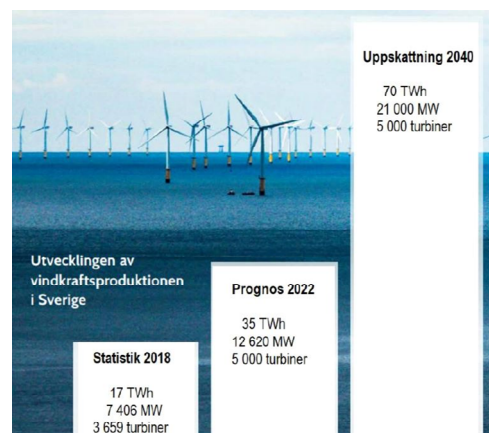 Uppskattning 2040
70 TWh
21 000 MW
5 000 turbiner
Utvecklingen av
vindkraftsproduktionen
i Sverige
Prognos 2022
35 TWh
12 620 MW
5 000 turbiner
Statistik 2018
17 TWh
7 406 MW
3 659 turbiner